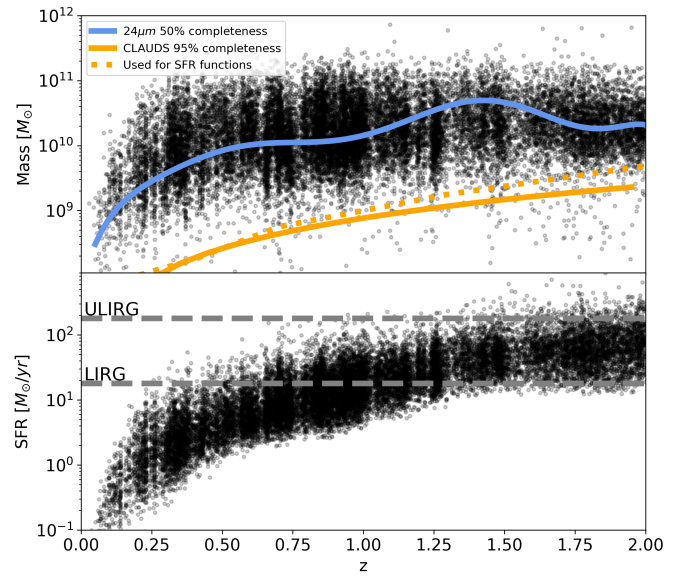 10^12
24μm 50% completeness
CLAUDS 95% completeness
Used for SFR functions
10^11
10^10
10^9
Mass [M_⊙]
ULIRG
10^2
LIRG
10^1
10^0
10^−1
SFR [M_⊙/yr]
0.00 0.25 0.50 0.75 1.00 1.25 1.50 1.75 2.00
z